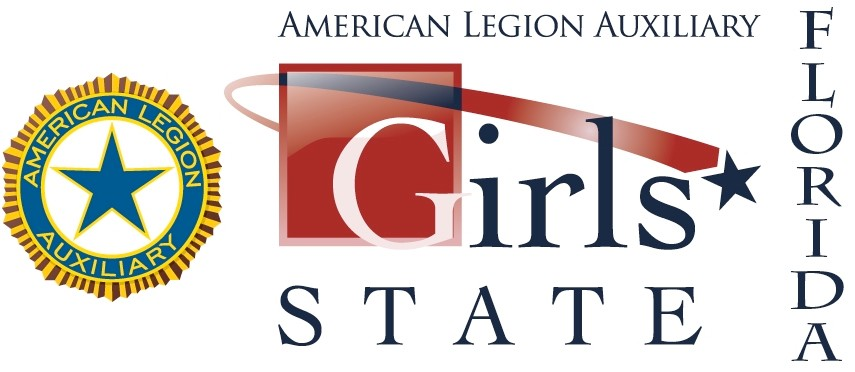 AMERICAN LEGION
AUXILIARY
AMERICAN LEGION AUXILIARY
Girls
STATE
FLORIDA